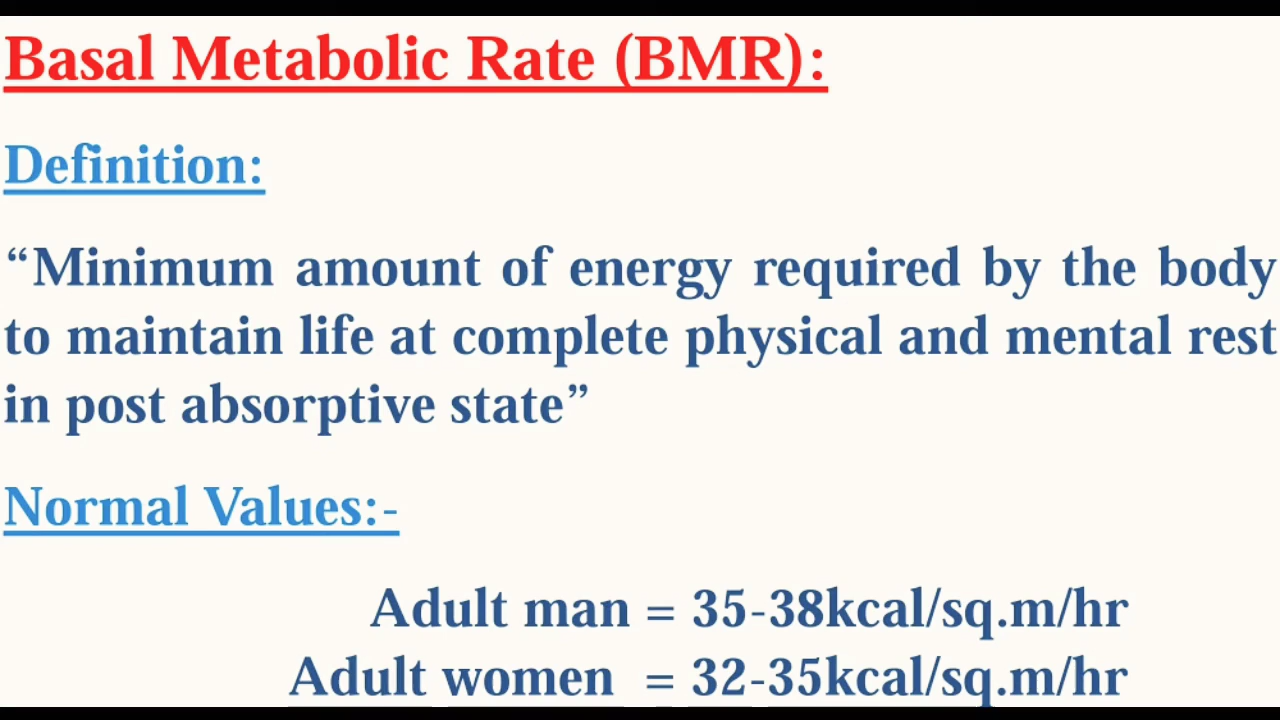 Basal Metabolic Rate (BMR):
Definition:
“Minimum amount of energy required by the body
to maintain life at complete physical and mental rest
in post absorptive state”
Normal Values:-
Adult man = 35-38kcal/sq.m/hr
Adult women = 32-35kcal/sq.m/hr